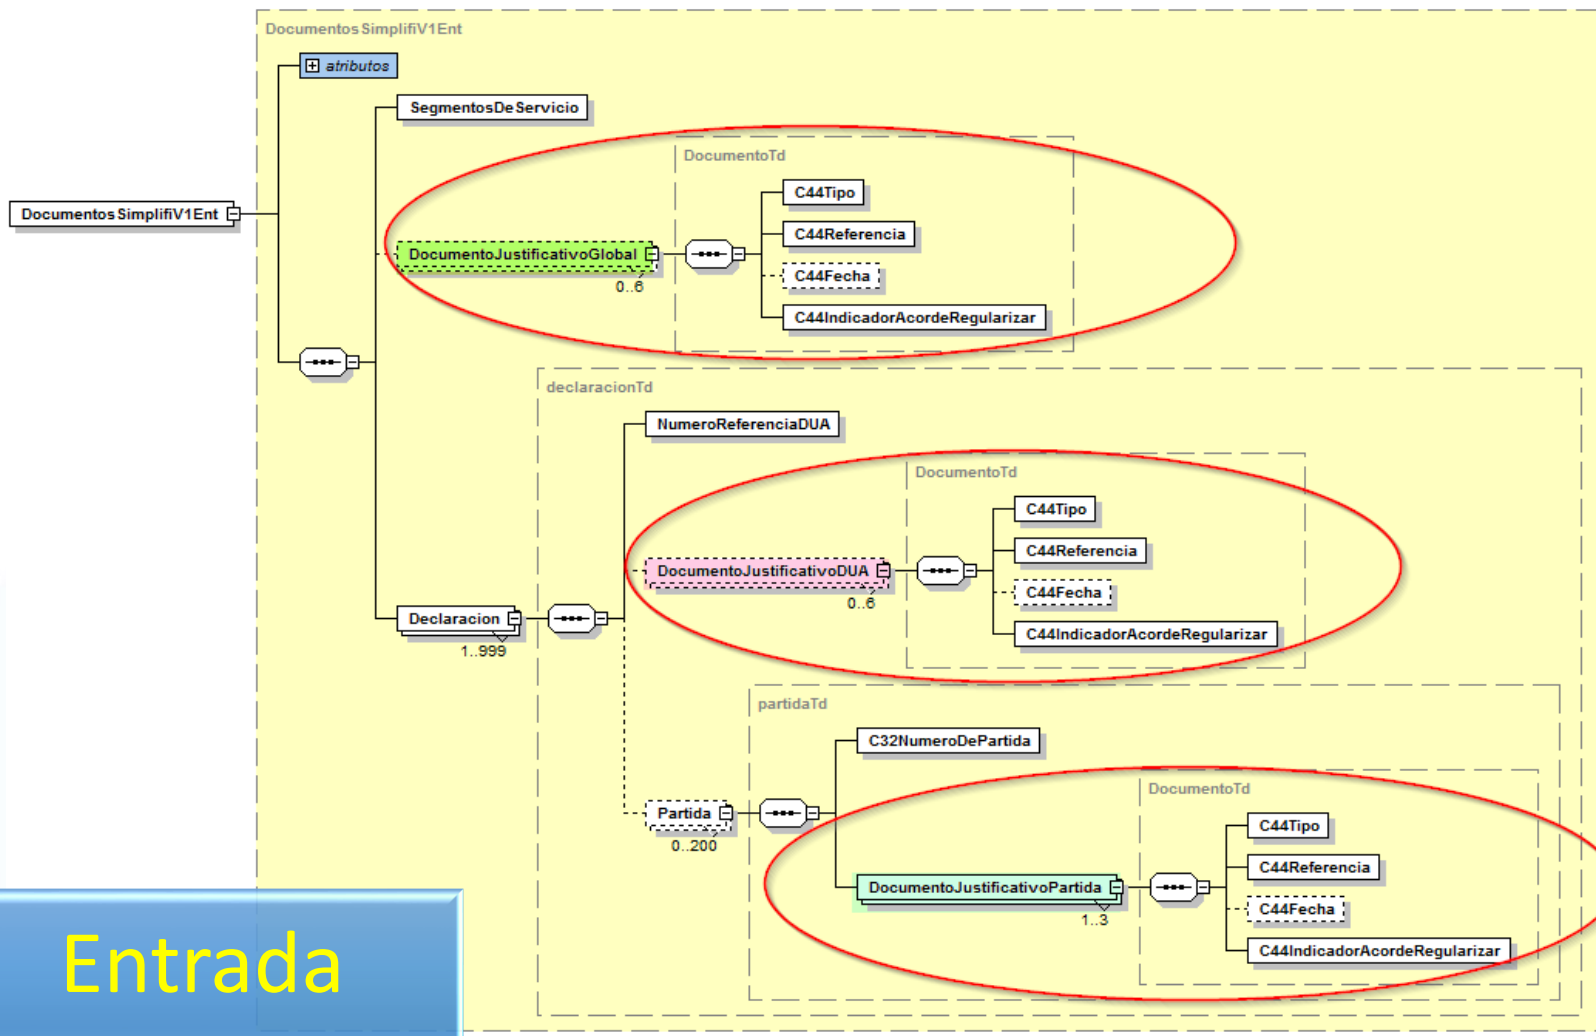 DocumentosSimplifiV1Ent
atributos
SegmentosDeServicio
DocumentoTd
C44Tipo
DocumentosSimplifiV1Ent
C44Referencia
DocumentoJustificativoGlobal
C44Fecha
0..6
C44IndicadorAcordeRegularizar
declaracionTd
NumeroReferenciaDUA
DocumentoTd
C44Tipo
C44Referencia
DocumentoJustificativoDUA
C44Fecha
0..6
Declaracion
C44IndicadorAcordeRegularizar
1..999
partidaTd
C32NumeroDePartida
DocumentoTd
Partida
C44Tipo
0..200
C44Referencia
DocumentoJustificativoPartida
C44Fecha
1..3
C44IndicadorAcordeRegularizar
Entrada